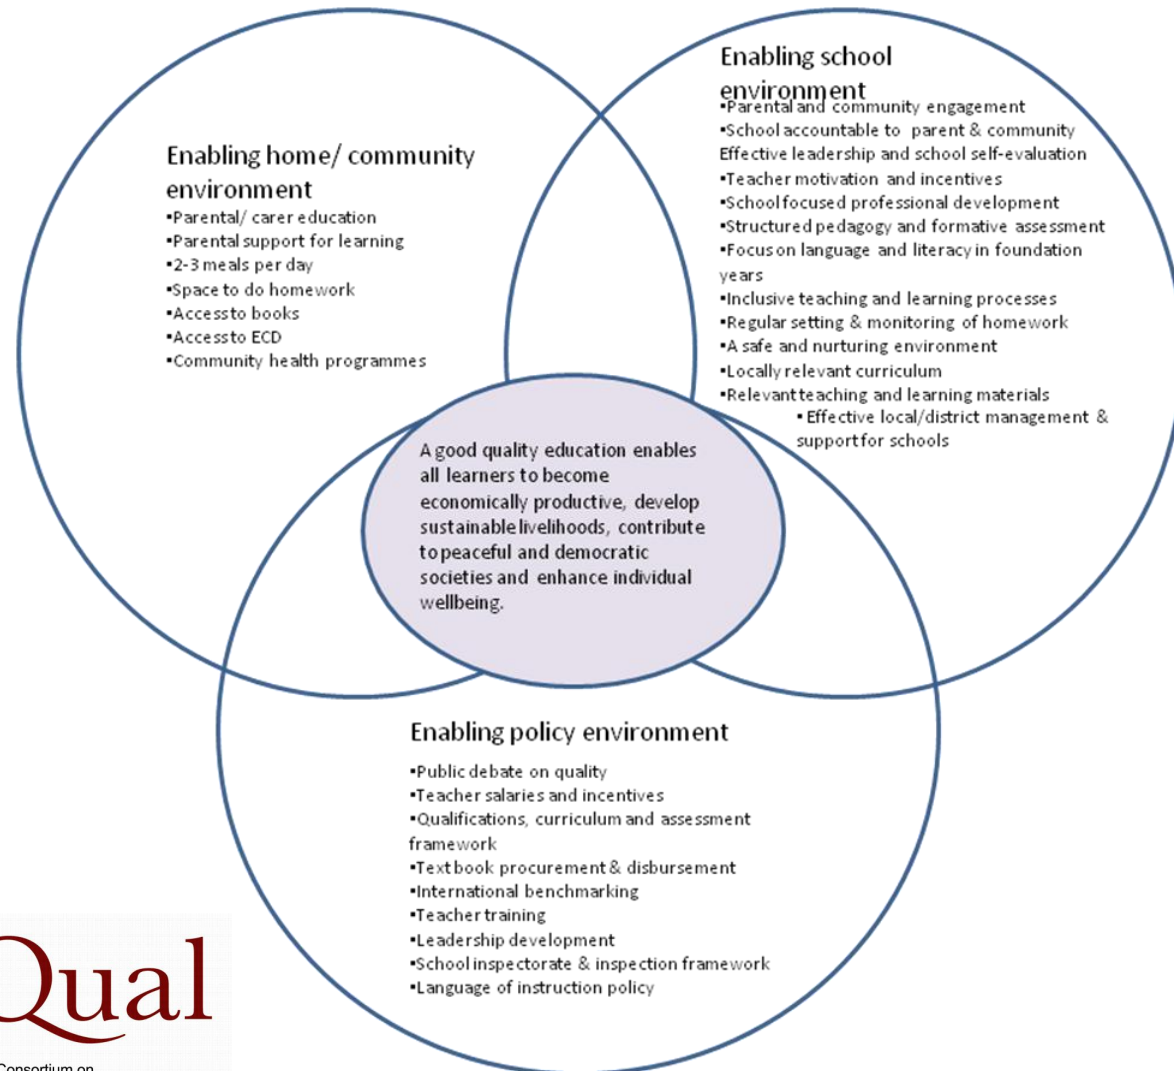 Enabling school
environment
▪Parental and community engagement
▪School accountable to parent & community
Effective leadership and school self-evaluation
▪Teacher motivation and incentives
▪School focused professional development
▪Structured pedagogy and formative assessment
▪Focus on language and literacy in foundation
years
▪Inclusive teaching and learning processes
▪Regular setting & monitoring of homework
▪A safe and nurturing environment
▪Locally relevant curriculum
▪Relevant teaching and learning materials
▪Effective local/district management &
support for schools
Enabling home/ community
environment
▪Parental/ carer education
▪Parental support for learning
▪2-3 meals per day
▪Space to do homework
▪Access to books
▪Access to ECD
▪Community health programmes
A good quality education enables
all learners to become
economically productive, develop
sustainable livelihoods, contribute
to peaceful and democratic
societies and enhance individual
wellbeing.
Enabling policy environment
▪Public debate on quality
▪Teacher salaries and incentives
▪Qualifications, curriculum and assessment
framework
▪Text book procurement & disbursement
▪International benchmarking
▪Teacher training
▪Leadership development
▪School inspectorate & inspection framework
▪Language of instruction policy
Qual
Consortium on